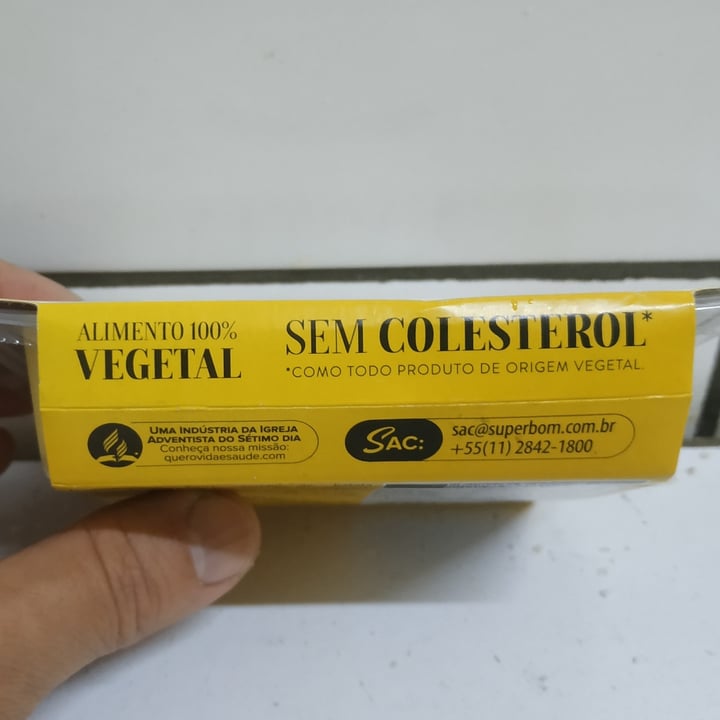 ALIMENTO 100%
VEGETAL
SEM COLESTEROL*
*COMO TODO PRODUTO DE ORIGEM VEGETAL.
UMA INDÚSTRIA DA IGREJA
ADVENTISTA DO SÉTIMO DIA
Conheça nossa missão:
querovidaesaude.com
SAC:
sac@superbom.com.br
+55(11) 2842-1800